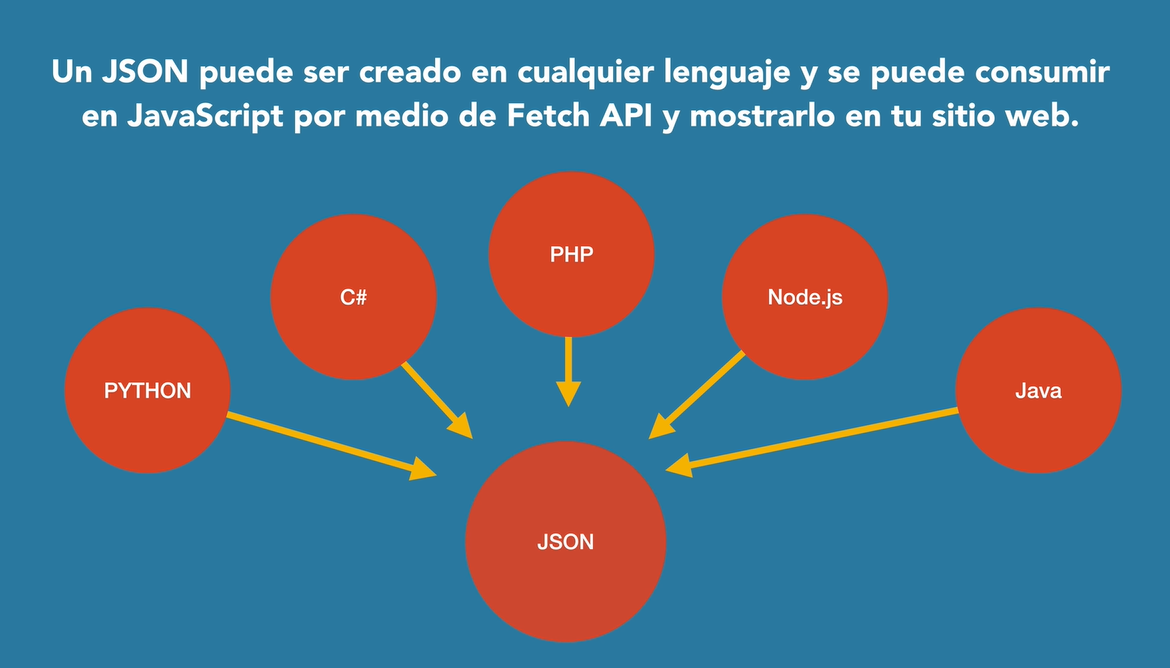 Un JSON puede ser creado en cualquier lenguaje y se puede consumir
en JavaScript por medio de Fetch API y mostrarlo en tu sitio web.
PHP
C#
Node.js
PYTHON
Java
JSON